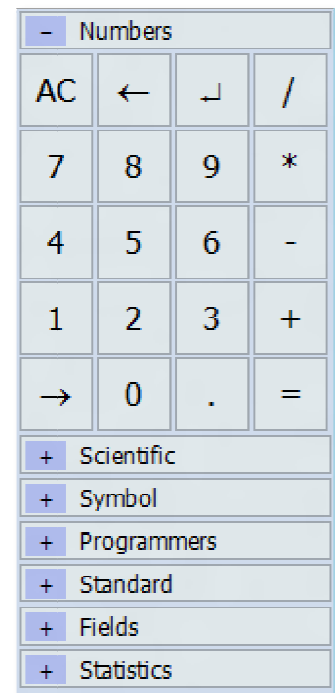 - Numbers
AC ← ↵ /
7 8 9 *
4 5 6 -
1 2 3 +
→ 0 . =
+ Scientific
+ Symbol
+ Programmers
+ Standard
+ Fields
+ Statistics